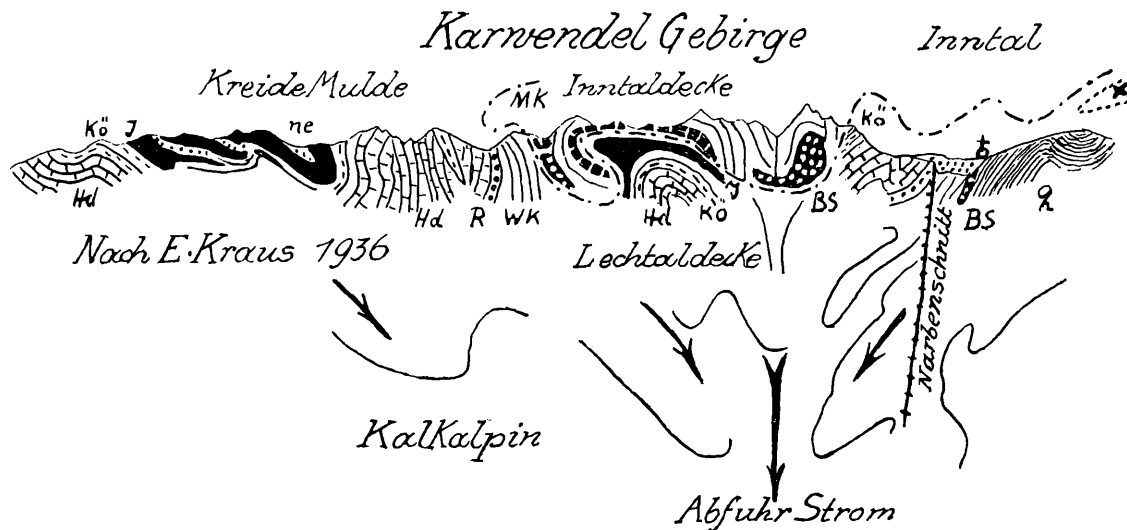 Karwendel Gebirge
Inntal
Kreide Mulde
MK
Inntaldecke
Kö
J
ne
Kö
t
Hd
Hd
R
WK
Hd
Kö
J
BS
BS
Nach E. Kraus 1936
Lechtaldecke
Narbenschnitt
Kalkalpin
Abfuhr Strom